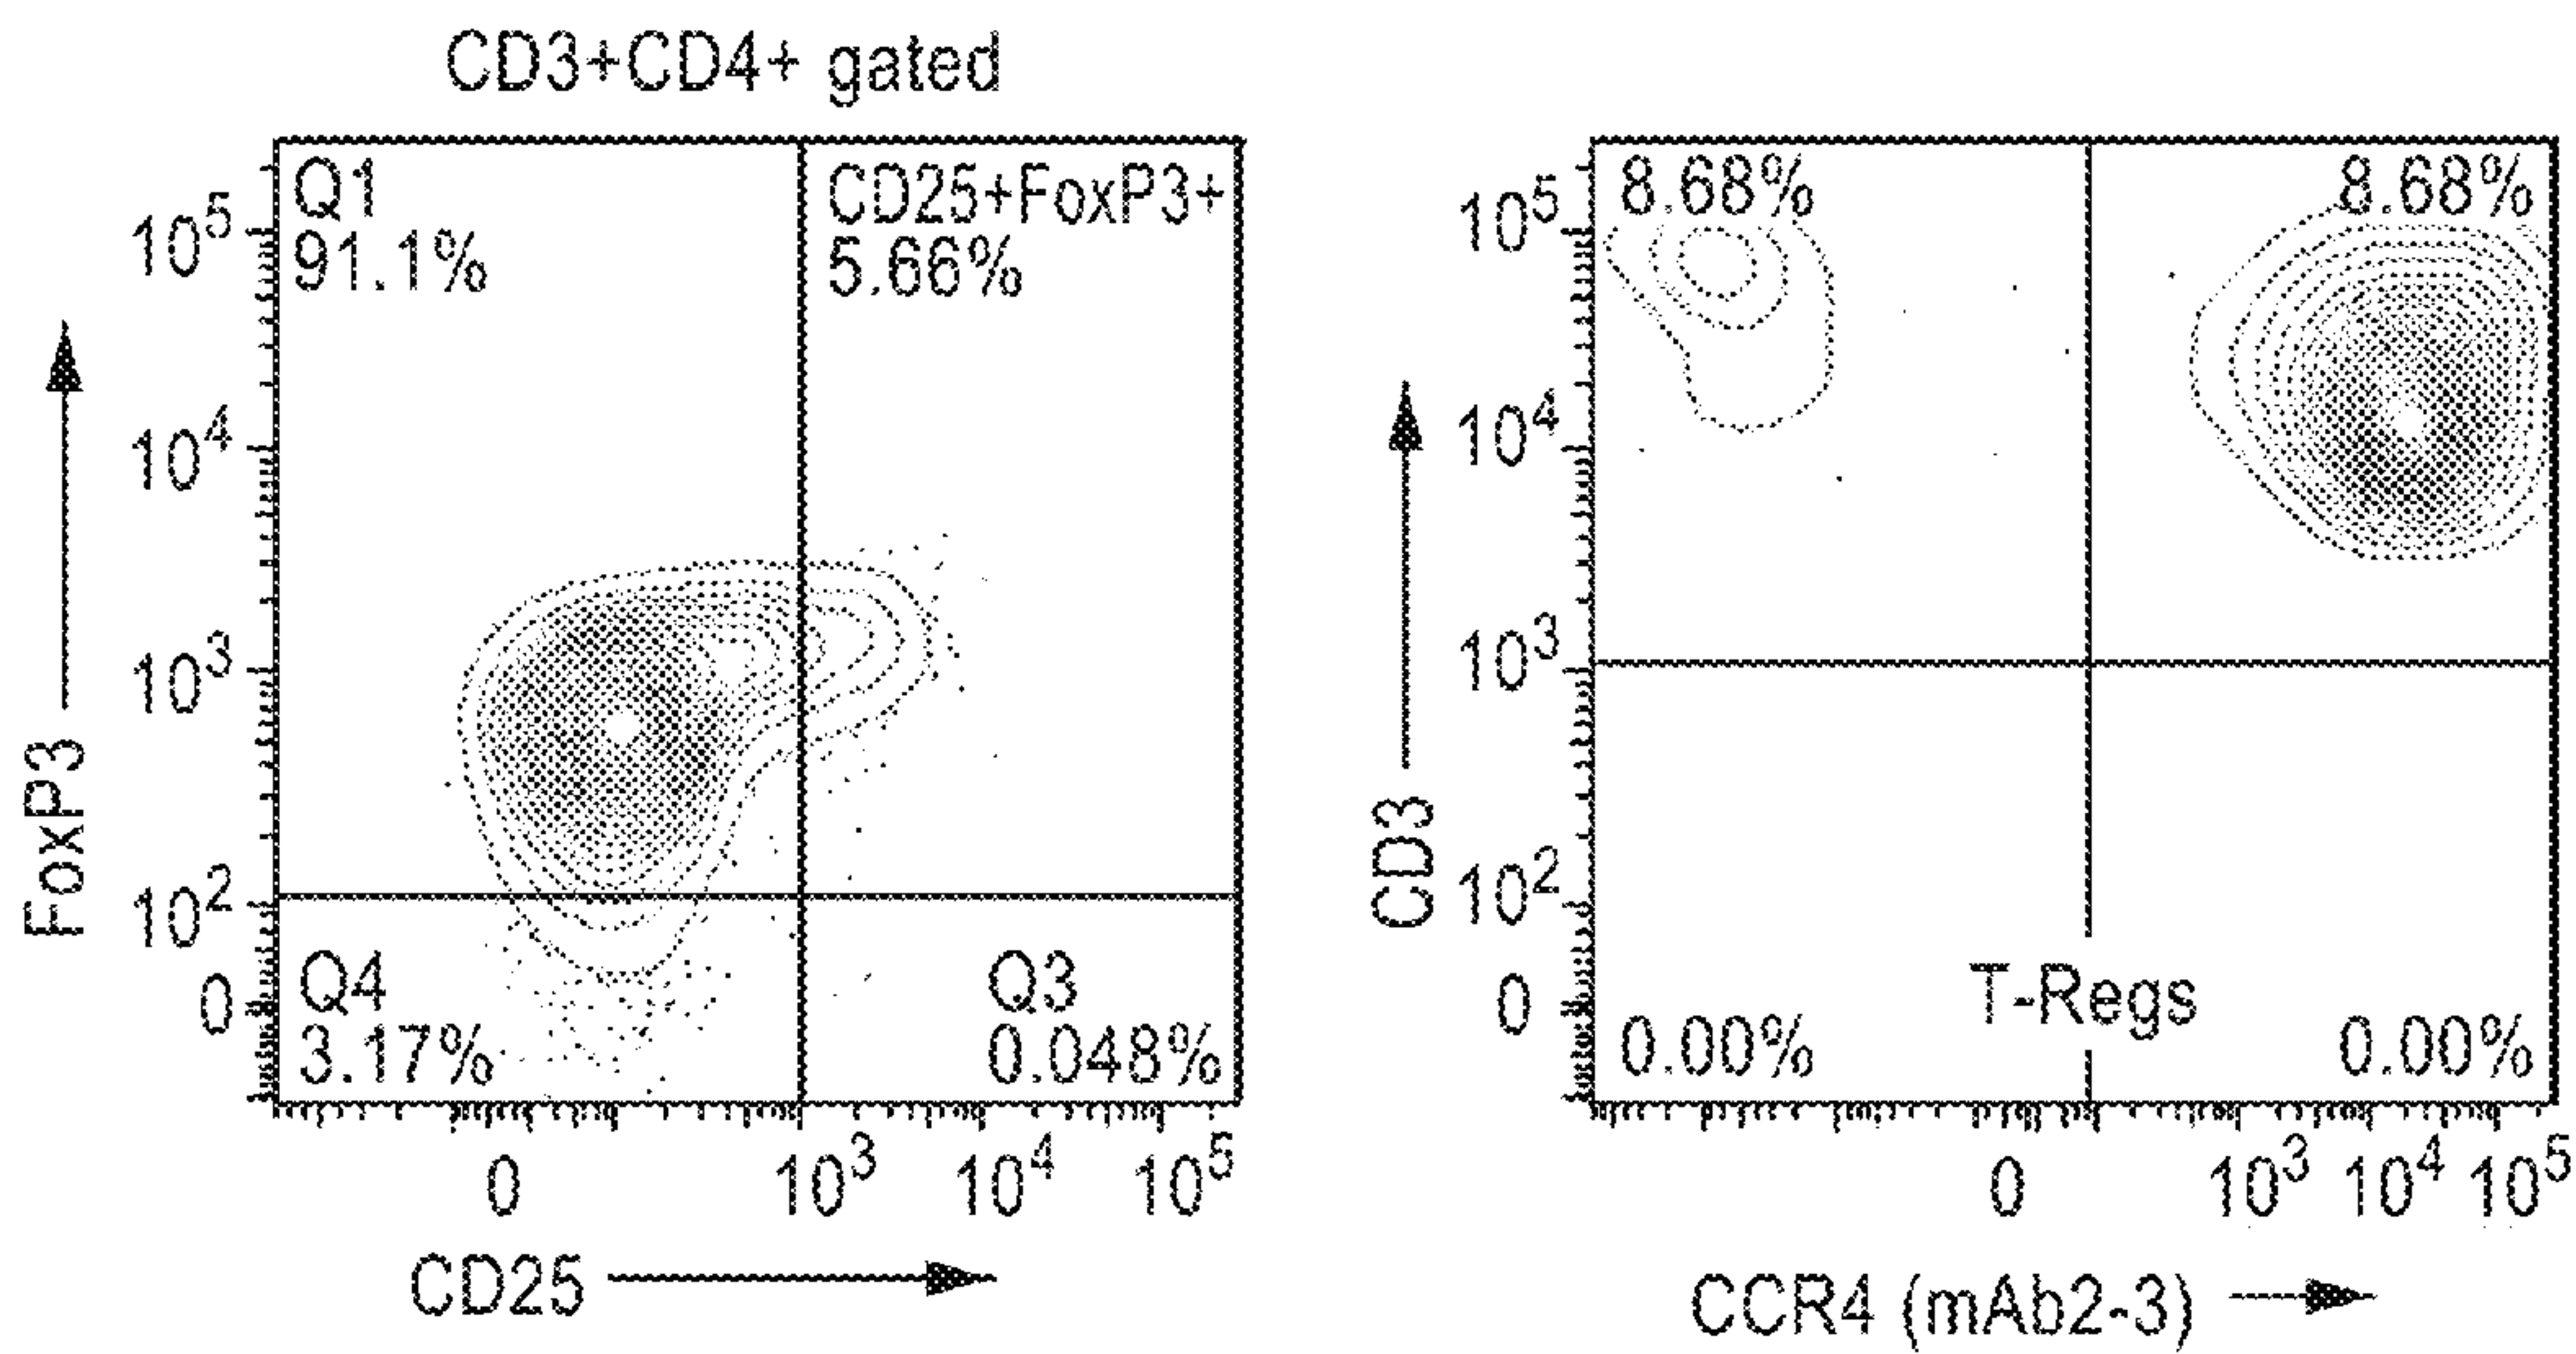 CD3+CD4+ gated
Q1
91.1%
CD25+FoxP3+
5.66%
Q4
3.17%
Q3
0.048%
10^5
10^4
10^3
10^2
0
FoxP3
0
10^3
10^4
10^5
CD25
8.68%
8.68%
0.00%
T-Regs
0.00%
10^5
10^4
10^3
10^2
0
CD3
0
10^3
10^4
10^5
CCR4 (mAb2-3)